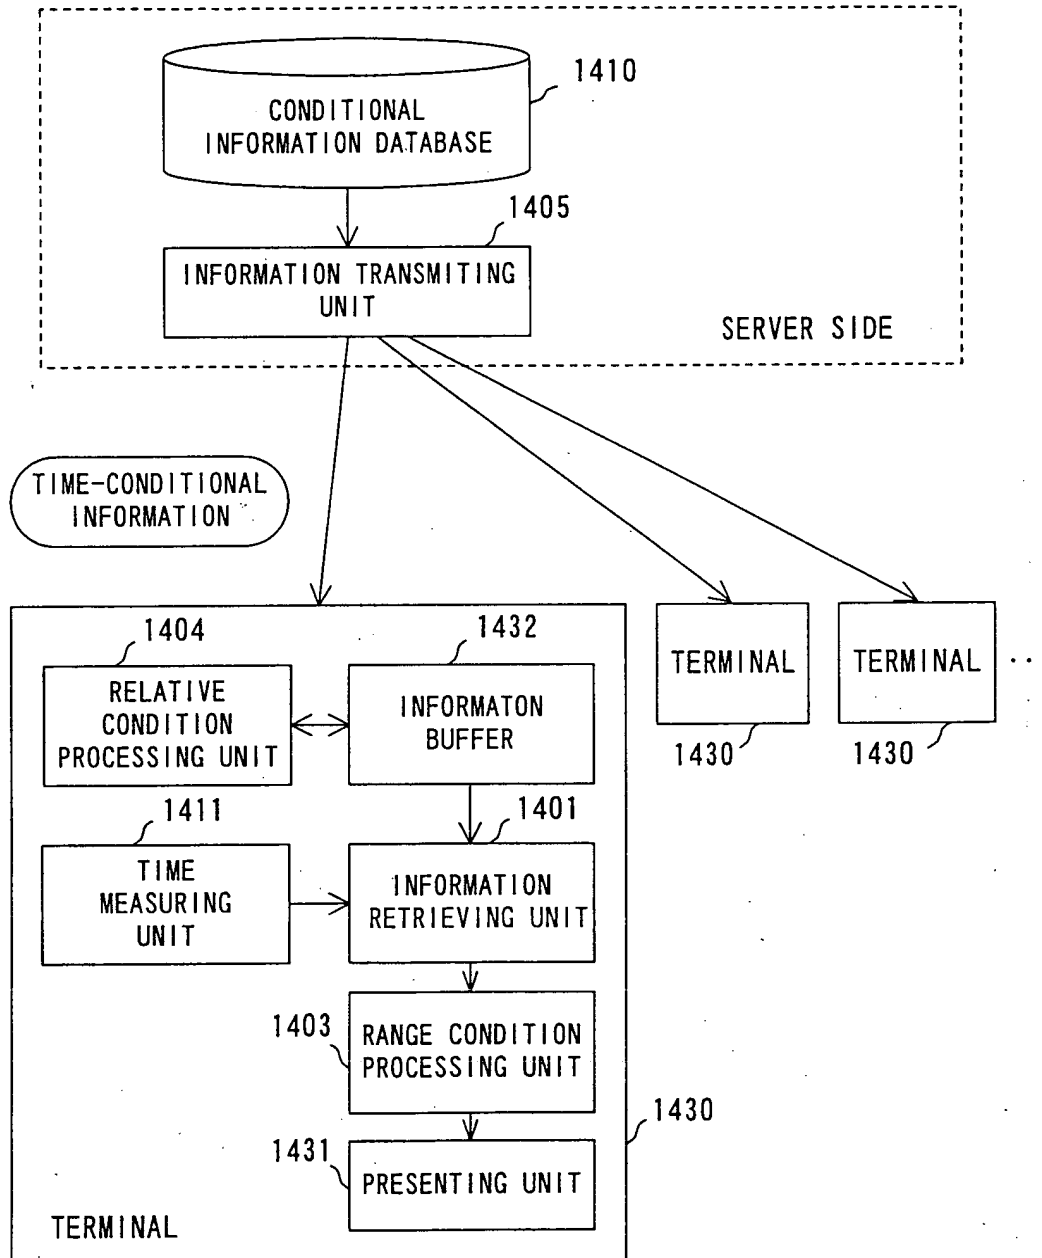 1410
CONDITIONAL
INFORMATION DATABASE
1405
INFORMATION TRANSMITING
UNIT
SERVER SIDE
TIME-CONDITIONAL
INFORMATION
1404
RELATIVE
CONDITION
PROCESSING UNIT
1432
INFORMATON
BUFFER
TERMINAL
1430
TERMINAL
1430
..
1411
TIME
MEASURING
UNIT
1401
INFORMATION
RETRIEVING UNIT
1403
RANGE CONDITION
PROCESSING UNIT
1430
1431
PRESENTING UNIT
TERMINAL